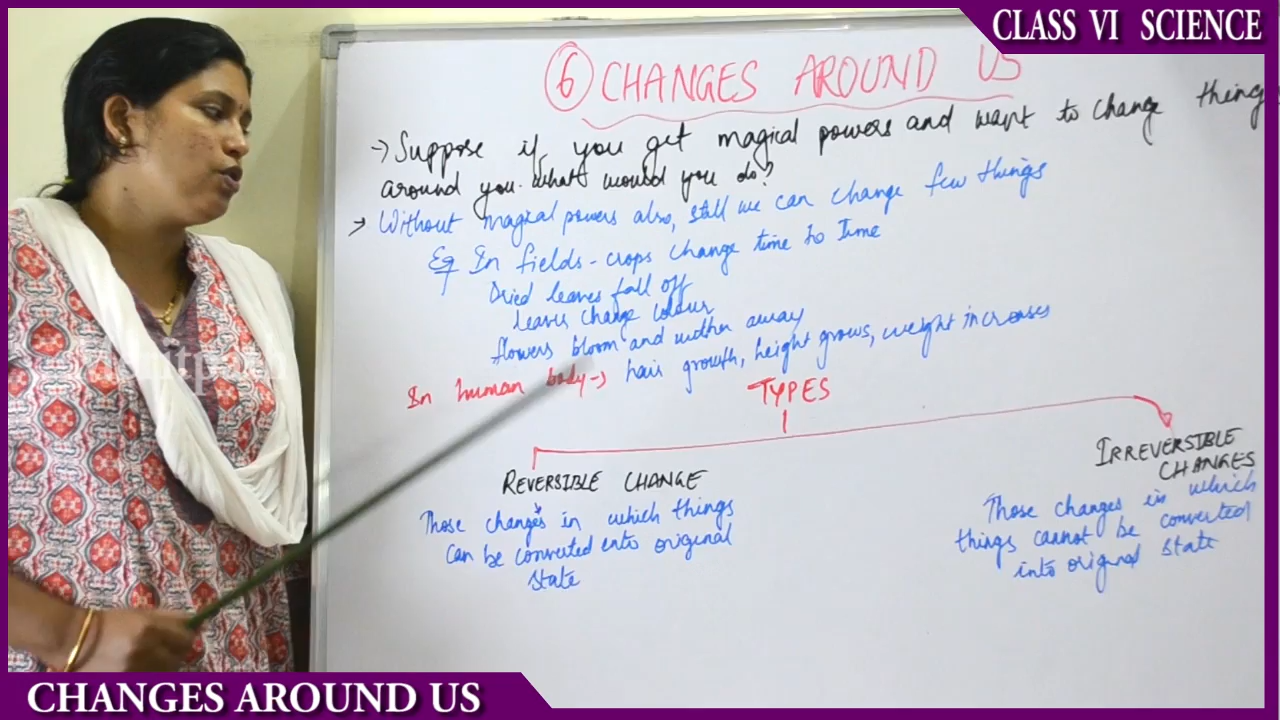 CLASS VI SCIENCE
6 CHANGES AROUND US
→ Suppose if you get magical powers and want to change thing
around you. what would you do?
→ Without magical powers also, still we can change few things
Eg In fields - crops change time to Time
Dried leaves fall off
leaves change colour
flowers bloom and wither away
In human body → hair growth, height grows, weight increases
TYPES
REVERSIBLE CHANGE
Those changes in which things
can be converted into original
state
IRREVERSIBLE
CHANGES
Those changes in which
things cannot be converted
into original state
CHANGES AROUND US